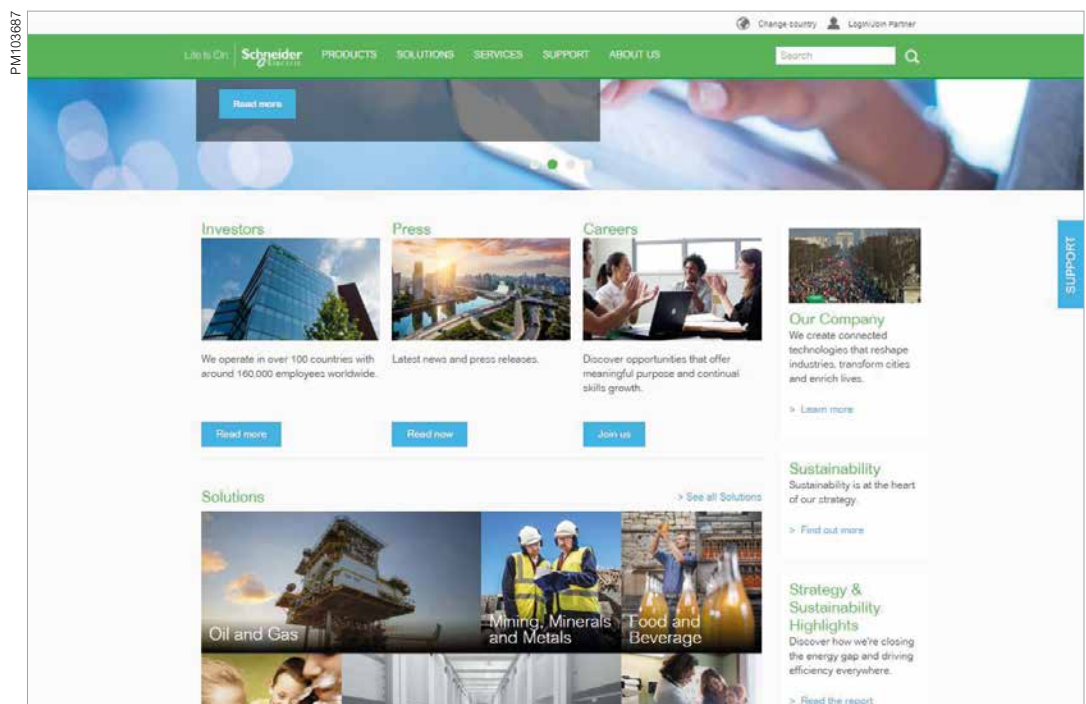 PM103687
Change country Login/Join Partner
Life Is On Schneider Electric PRODUCTS SOLUTIONS SERVICES SUPPORT ABOUT US Search
Read more
SUPPORT
Investors
We operate in over 100 countries with
around 160,000 employees worldwide.
Read more
Press
Latest news and press releases.
Read now
Careers
Discover opportunities that offer
meaningful purpose and continual
skills growth.
Join us
Our Company
We create connected
technologies that reshape
industries, transform cities
and enrich lives.
> Learn more
Solutions
> See all Solutions
Oil and Gas
Mining, Minerals
and Metals
Food and
Beverage
Sustainability
Sustainability is at the heart
of our strategy.
> Find out more
Strategy &
Sustainability
Highlights
Discover how we're closing
the energy gap and driving
efficiency everywhere.
> Read the report